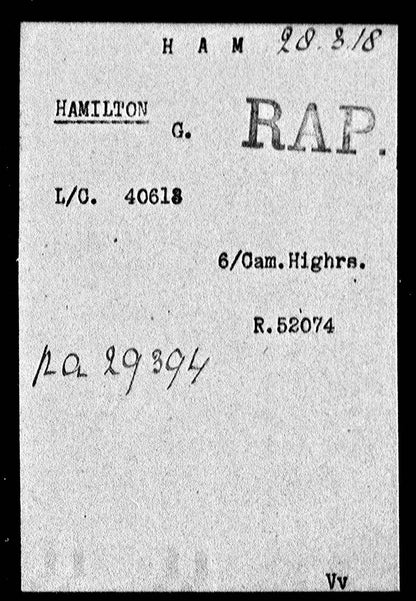 H A M 28.3.18
HAMILTON
G.
RAP.
L/C. 40618
6/Cam.Highrs.
R.52074
pa 29394
Vv